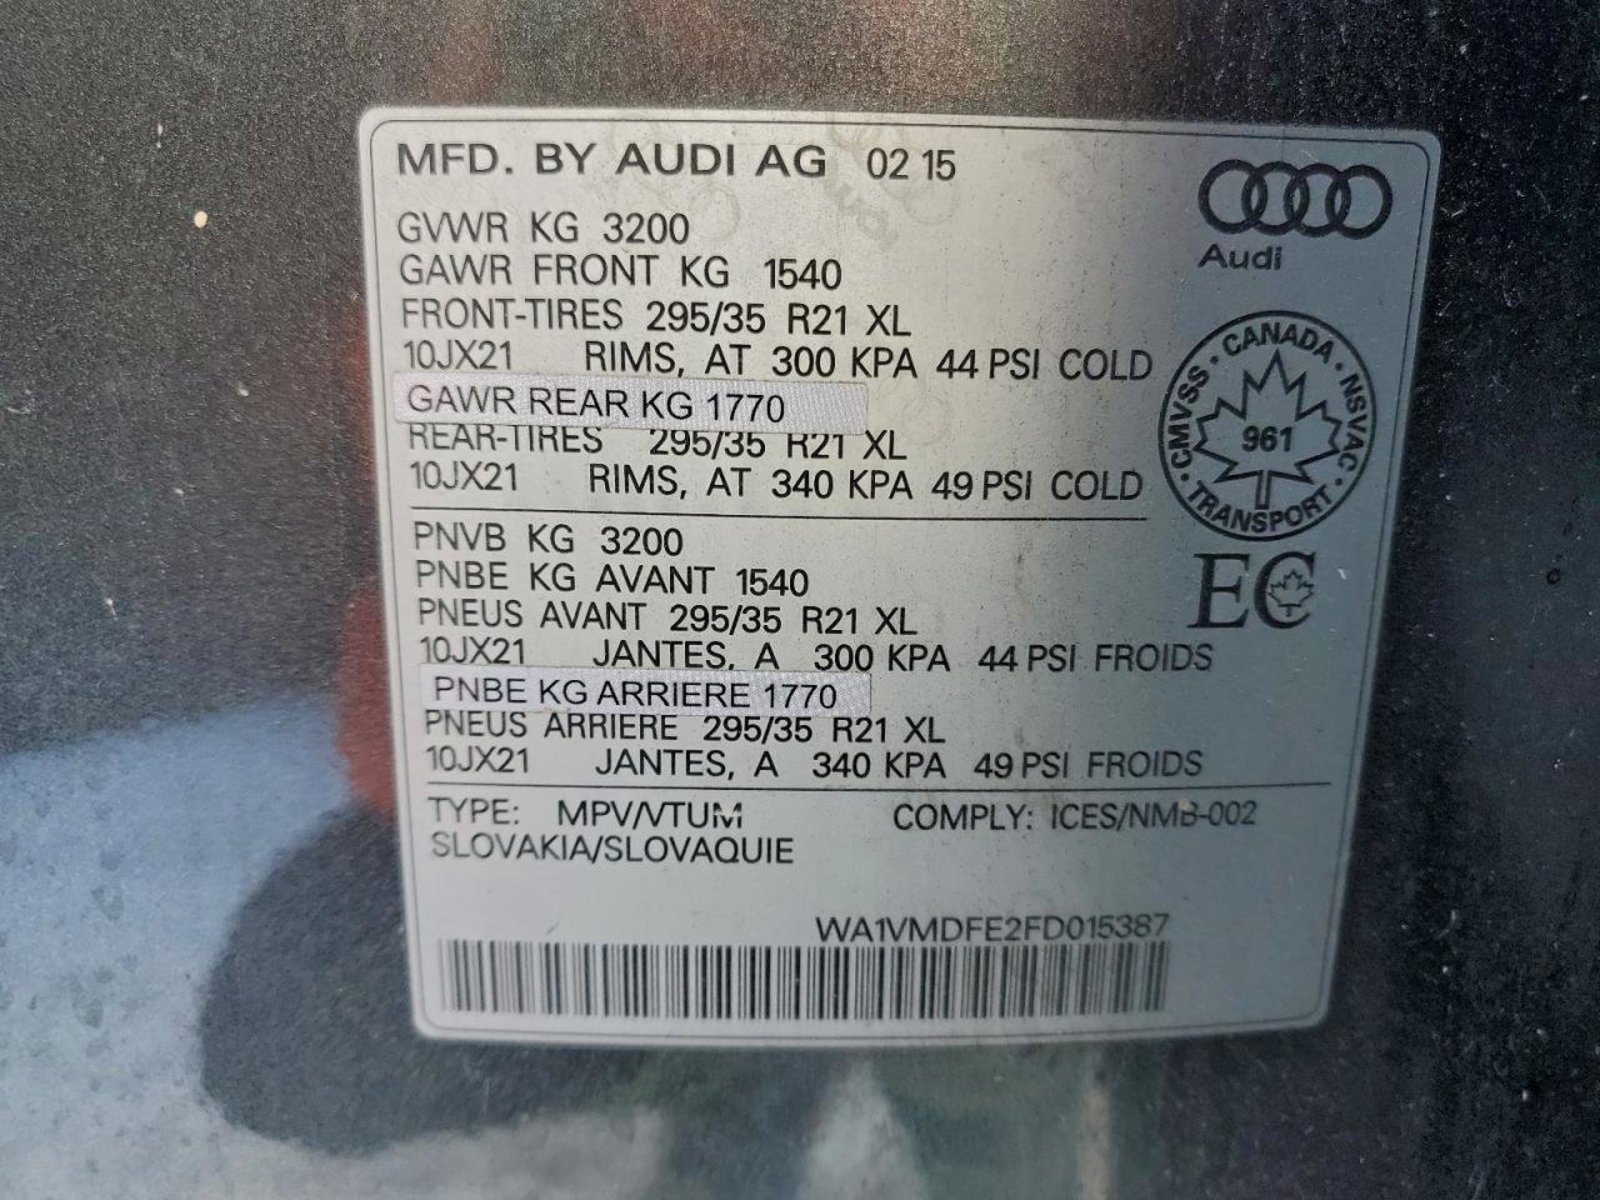 MFD. BY AUDI AG 02 15
Audi
GVWR KG 3200
GAWR FRONT KG 1540
FRONT-TIRES 295/35 R21 XL
10JX21 RIMS, AT 300 KPA 44 PSI COLD
GAWR REAR KG 1770
REAR-TIRES 295/35 R21 XL
10JX21 RIMS, AT 340 KPA 49 PSI COLD
CANADA · NSVAC · TRANSPORT · CMVSS ·
961
EC
PNVB KG 3200
PNBE KG AVANT 1540
PNEUS AVANT 295/35 R21 XL
10JX21 JANTES, A 300 KPA 44 PSI FROIDS
PNBE KG ARRIERE 1770
PNEUS ARRIERE 295/35 R21 XL
10JX21 JANTES, A 340 KPA 49 PSI FROIDS
TYPE: MPV/VTUM COMPLY: ICES/NMB-002
SLOVAKIA/SLOVAQUIE
WA1VMDFE2FD015387